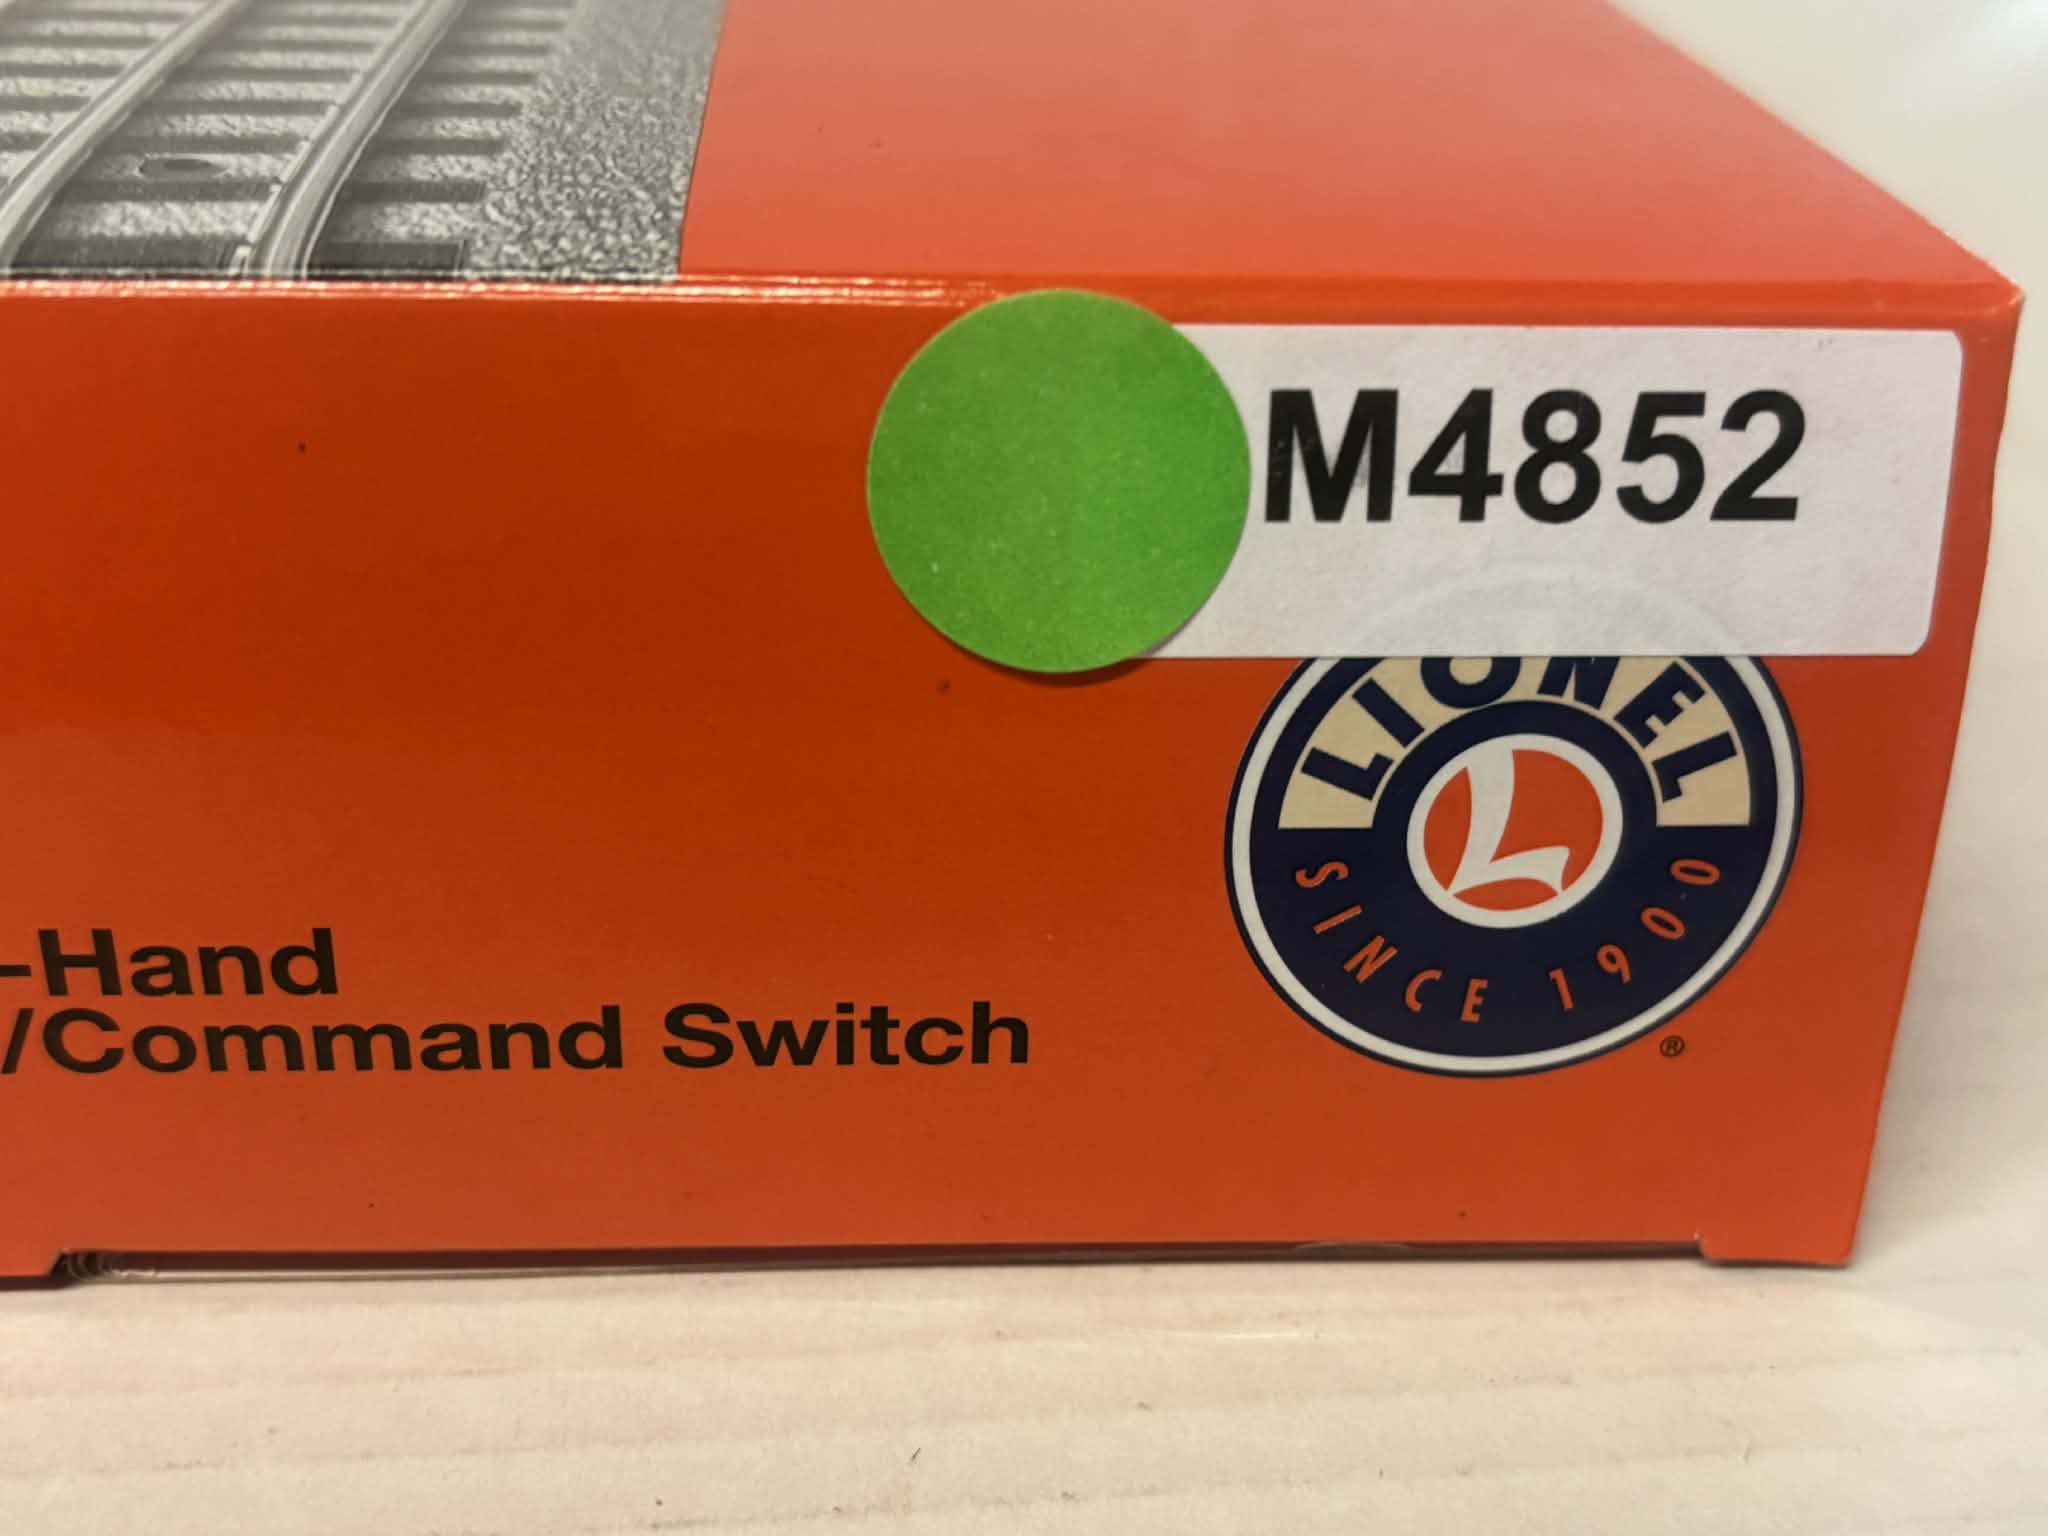 M4852
LIONEL
L
SINCE 1900
®
-Hand
/Command Switch